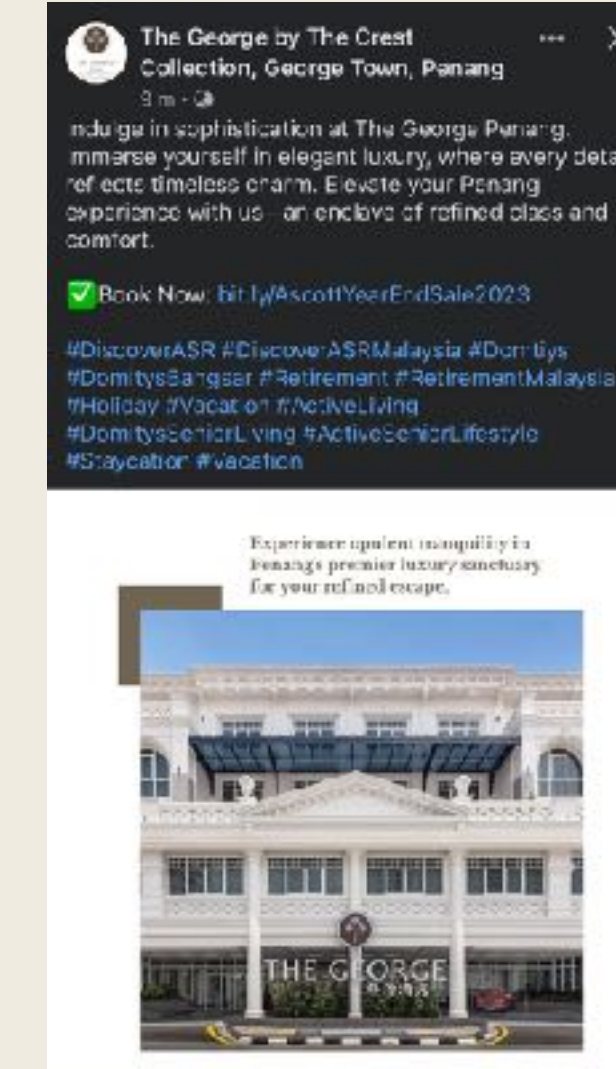 The George by The Crest
Collection, George Town, Penang
9 m
ndulge in sophistication at The George Penang.
mmerse yourself in elegant luxury, where every deta
reflects timeless charm. Elevate your Penang
experience with us—an enclave of refined class and
comfort.
Book Now: bit.ly/AscottYearEndSale2023
#DiscoverASR #DiscoverASRMalaysia #Domitys
#DomitysBangsar #Retirement #RetirementMalaysia
#Holiday #Vacation #ActiveLiving
#DomitysSeniorLiving #ActiveSeniorLifestyle
#Staycation #Vacation
Experience opulent tranquility in
Penang's premier luxury sanctuary
for your refined escape.
THE GEORGE